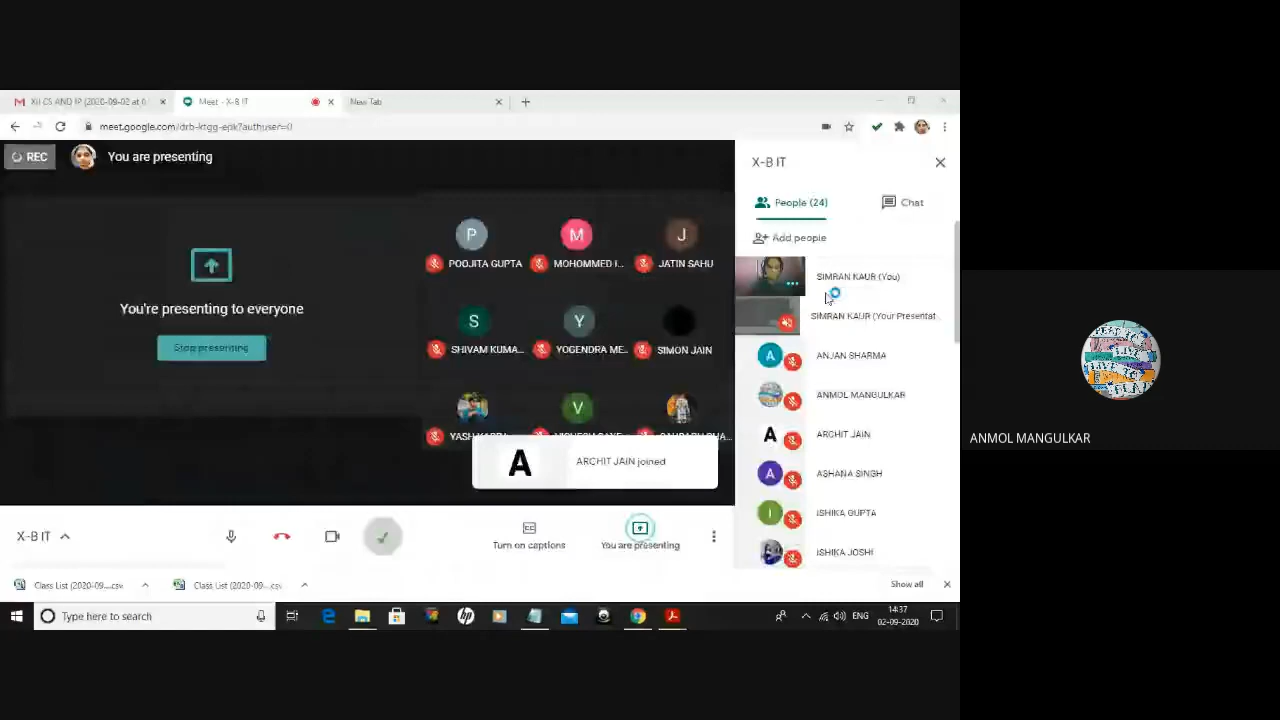 XII CS AND IP (2020-09-02 at 0
Meet - X-B IT
New Tab
meet.google.com/drb-ktgg-epk?authuser=0
REC
You are presenting
X-B IT
People (24)
Chat
Add people
P
M
J
POOJITA GUPTA
MOHOMMED I...
JATIN SAHU
SIMRAN KAUR (You)
You're presenting to everyone
SIMRAN KAUR (Your Presentat...
Stop presenting
S
Y
SHIVAM KUMA...
YOGENDRA ME...
SIMON JAIN
A
ANJAN SHARMA
ANMOL MANGULKAR
V
YASH
A
ARCHIT JAIN
ANMOL MANGULKAR
A
ARCHIT JAIN joined
A
ASHANA SINGH
I
ISHIKA GUPTA
X-B IT
Turn on captions
You are presenting
ISHIKA JOSHI
Class List (2020-09-....csv
Class List (2020-09-....csv
Show all
Type here to search
hp
ENG
14:37
02-09-2020